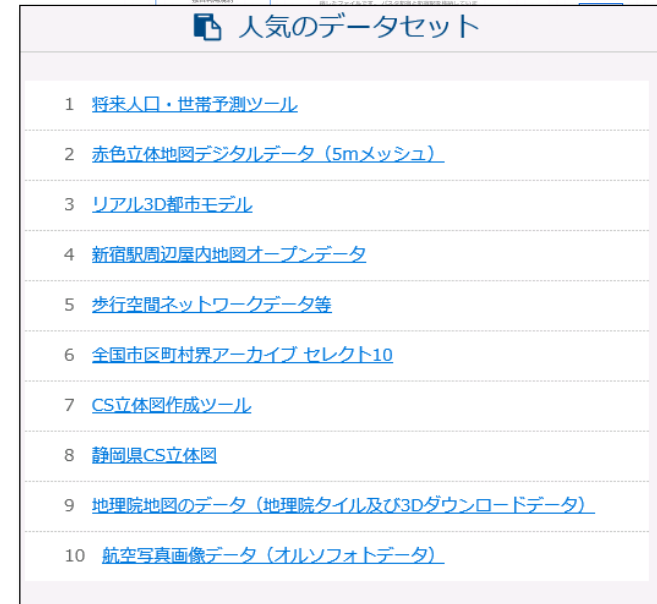 人気のデータセット
1 将来人口・世帯予測ツール
2 赤色立体地図デジタルデータ（5mメッシュ）
3 リアル3D都市モデル
4 新宿駅周辺屋内地図オープンデータ
5 歩行空間ネットワークデータ等
6 全国市区町村界アーカイブ セレクト10
7 CS立体図作成ツール
8 静岡県CS立体図
9 地理院地図のデータ（地理院タイル及び3Dダウンロードデータ）
10 航空写真画像データ（オルソフォトデータ）